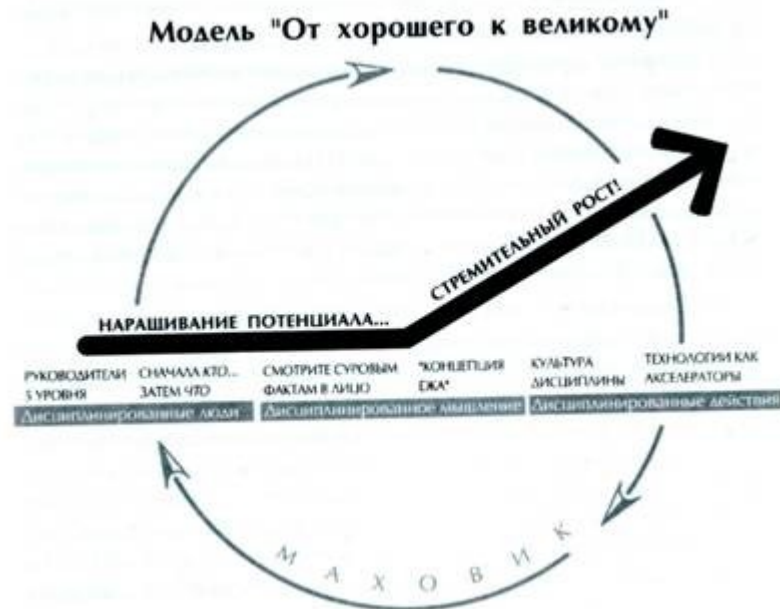 Модель "От хорошего к великому"
СТРЕМИТЕЛЬНЫЙ РОСТ!
НАРАЩИВАНИЕ ПОТЕНЦИАЛА...
РУКОВОДИТЕЛИ
5 УРОВНЯ
СНАЧАЛА КТО...
ЗАТЕМ ЧТО
СМОТРИТЕ СУРОВЫМ
ФАКТАМ В ЛИЦО
"КОНЦЕПЦИЯ
ЕЖА"
КУЛЬТУРА
ДИСЦИПЛИНЫ
ТЕХНОЛОГИИ КАК
АКСЕЛЕРАТОРЫ
Дисциплинированные люди
Дисциплинированное мышление
Дисциплинированные действия
МАХОВИК